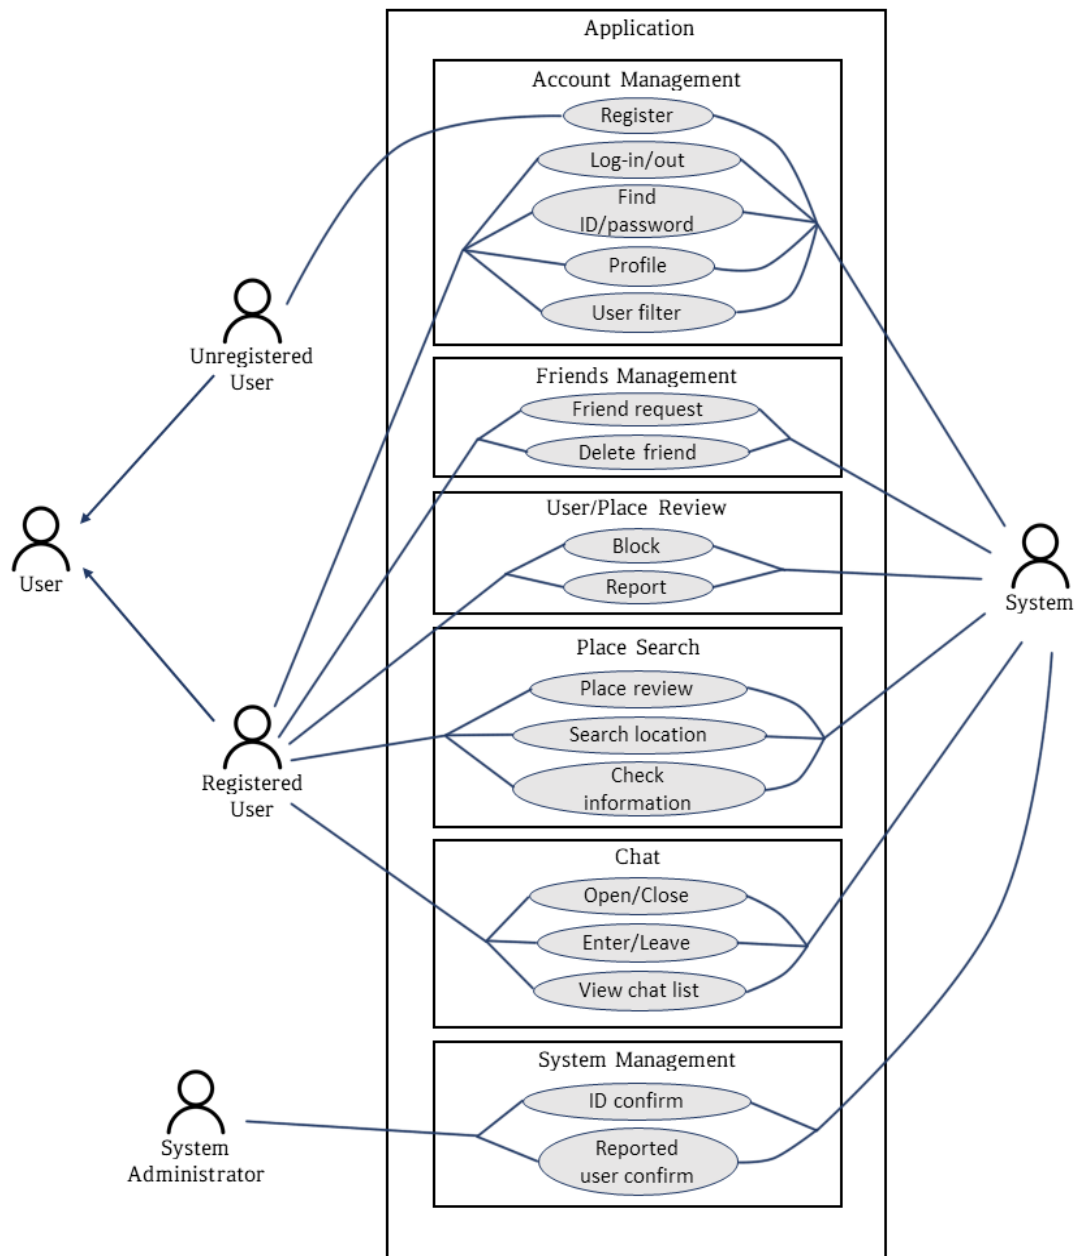 Application
Account Management
Register
Log-in/out
Find
ID/password
Profile
User filter
Unregistered
User
Friends Management
Friend request
Delete friend
User/Place Review
Block
Report
User
System
Place Search
Place review
Search location
Check
information
Registered
User
Chat
Open/Close
Enter/Leave
View chat list
System Management
ID confirm
Reported
user confirm
System
Administrator